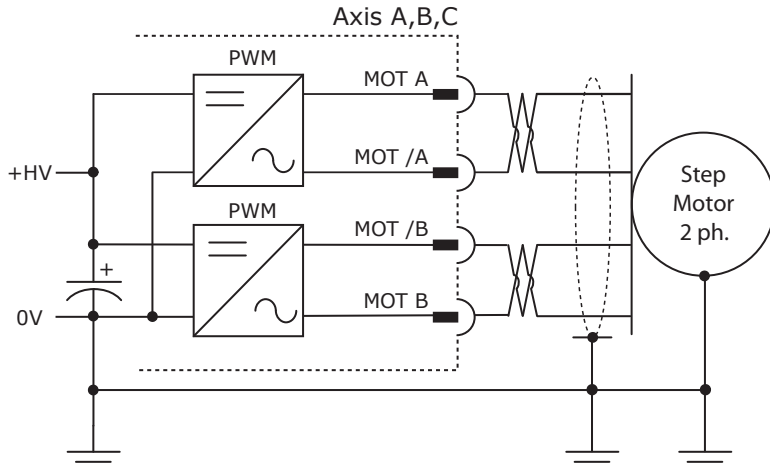 Axis A,B,C
PWM
MOT A
MOT /A
+HV
PWM
MOT /B
+
0V
MOT B
Step
Motor
2 ph.